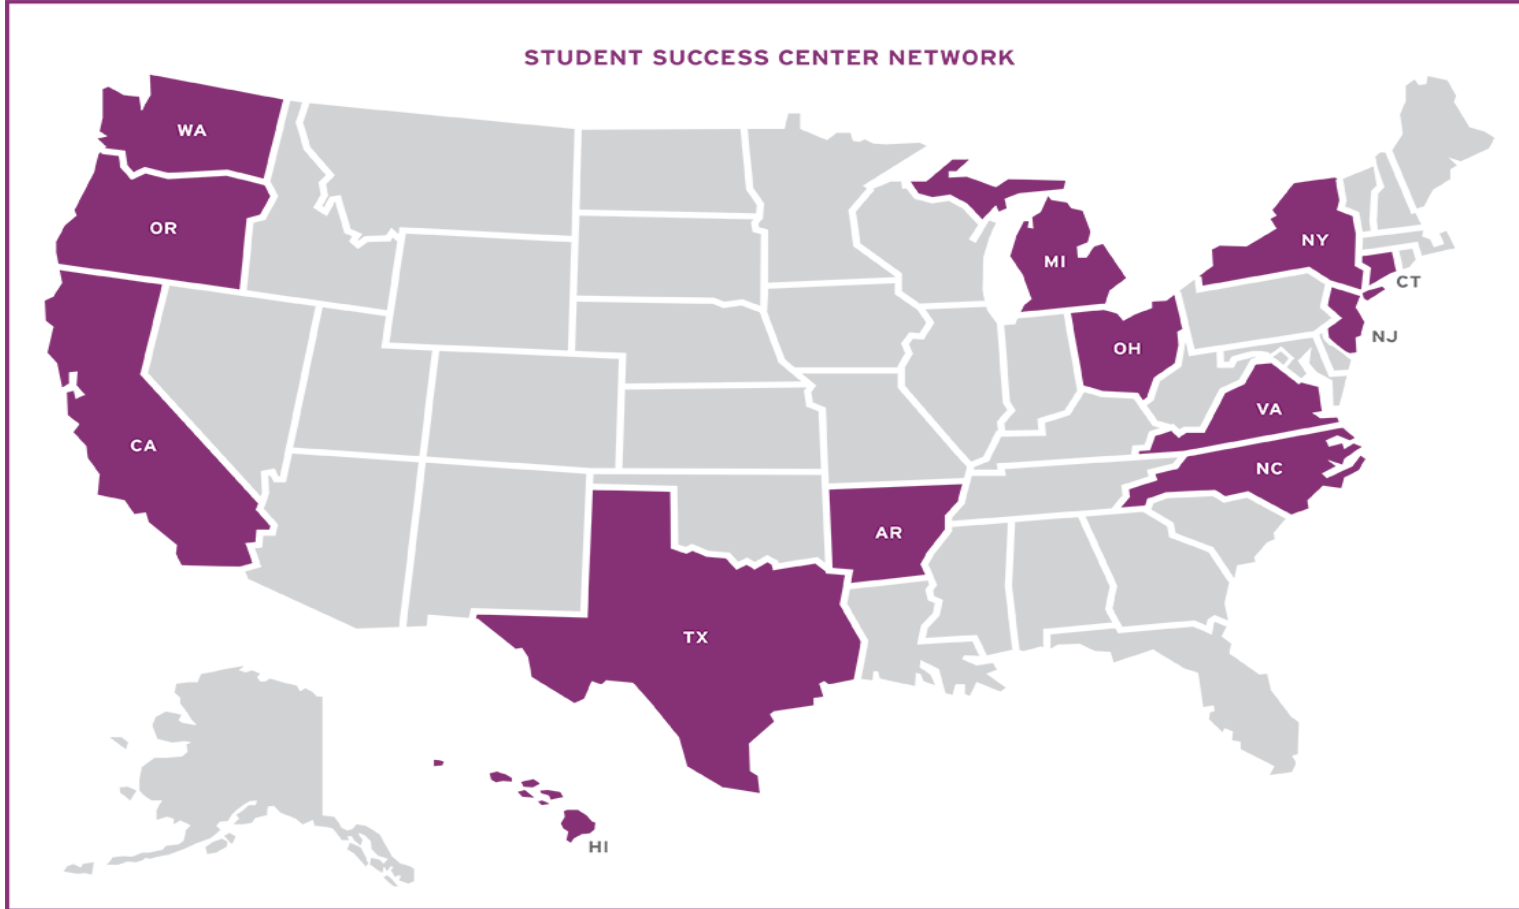 STUDENT SUCCESS CENTER NETWORK
WA
OR
NY
MI
CT
NJ
OH
VA
CA
NC
AR
TX
HI